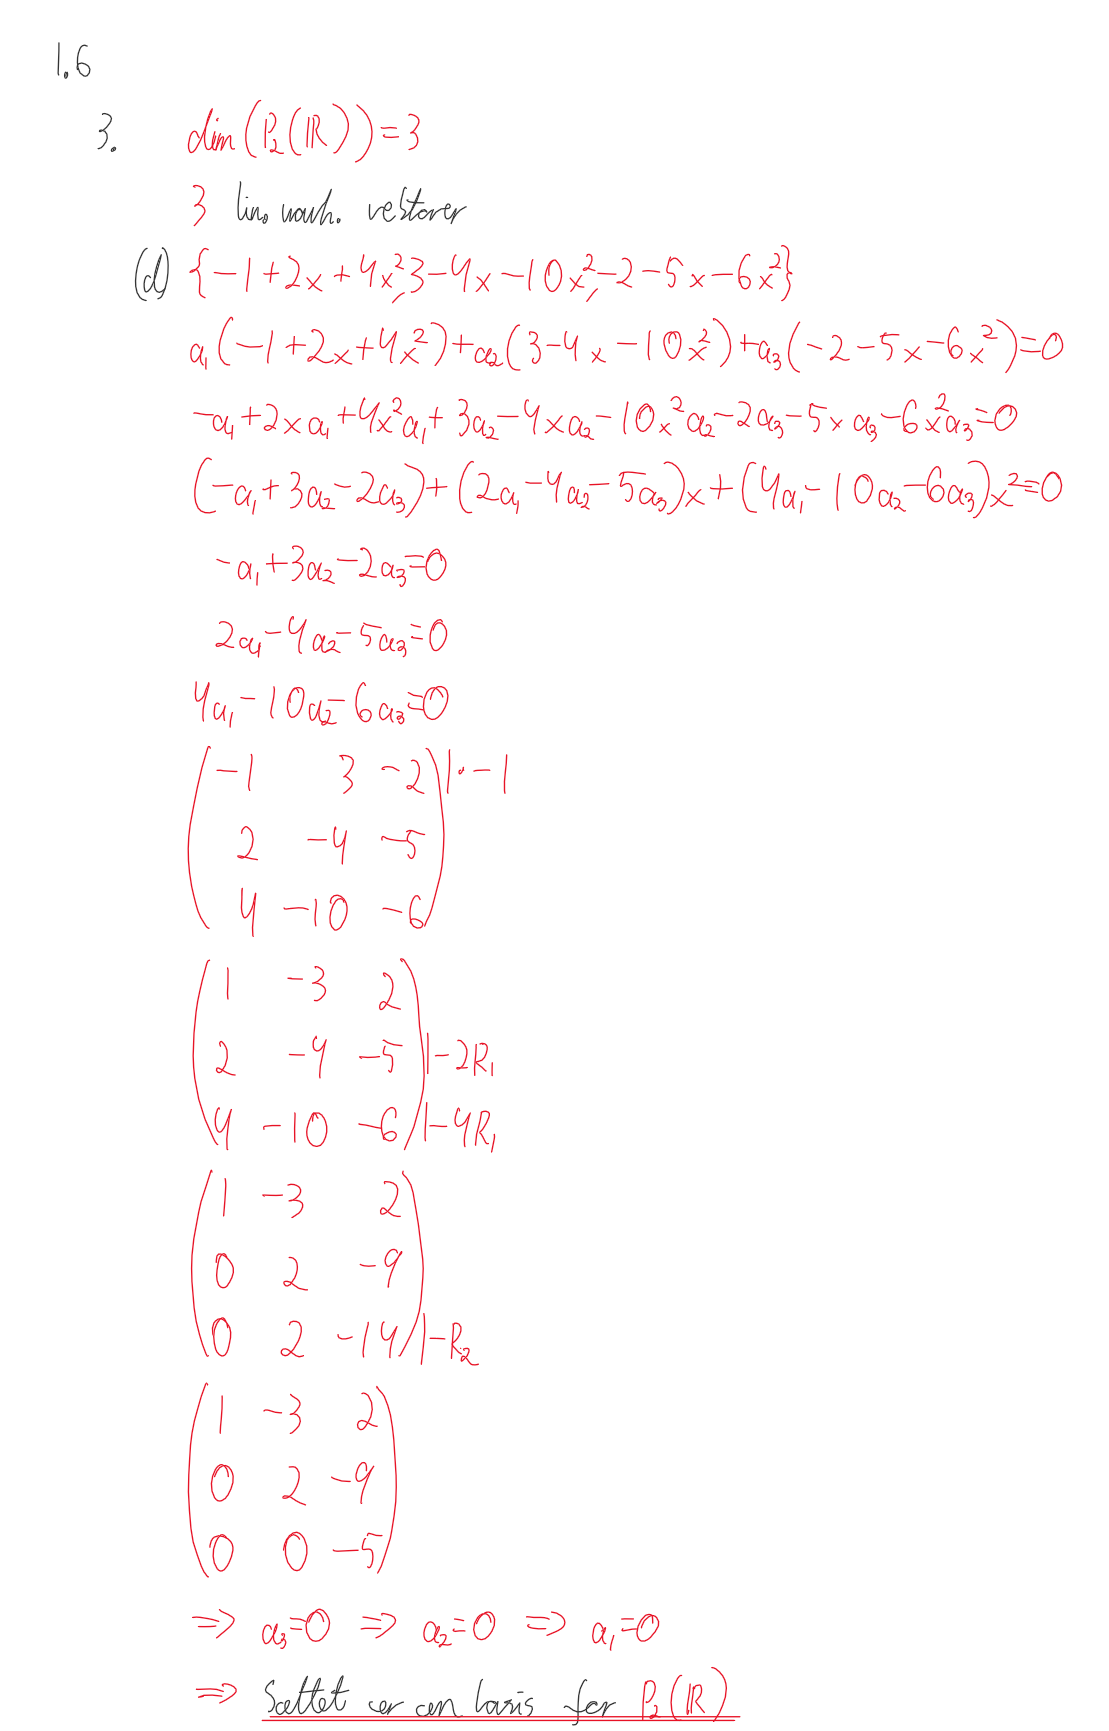 1.6
3. dim(P₂(ℝ))=3
3 lin. uavh. vektorer
(d) {-1+2x+4x², 3-4x-10x², -2-5x-6x²}
a₁(-1+2x+4x²)+a₂(3-4x-10x²)+a₃(-2-5x-6x²)=0
-a₁+2xa₁+4x²a₁+3a₂-4xa₂-10x²a₂-2a₃-5xa₃-6x²a₃=0
(-a₁+3a₂-2a₃)+(2a₁-4a₂-5a₃)x+(4a₁-10a₂-6a₃)x²=0
-a₁+3a₂-2a₃=0
2a₁-4a₂-5a₃=0
4a₁-10a₂-6a₃=0
(-1 3 -2)|·-1
2 -4 -5
4 -10 -6
(1 -3 2)
2 -4 -5 |-2R₁
4 -10 -6 |-4R₁
(1 -3 2)
0 2 -9
0 2 -14 |-R₂
(1 -3 2)
0 2 -9
0 0 -5
⇒ a₃=0 ⇒ a₂=0 ⇒ a₁=0
⇒ Sættet er en basis for P₂(ℝ)